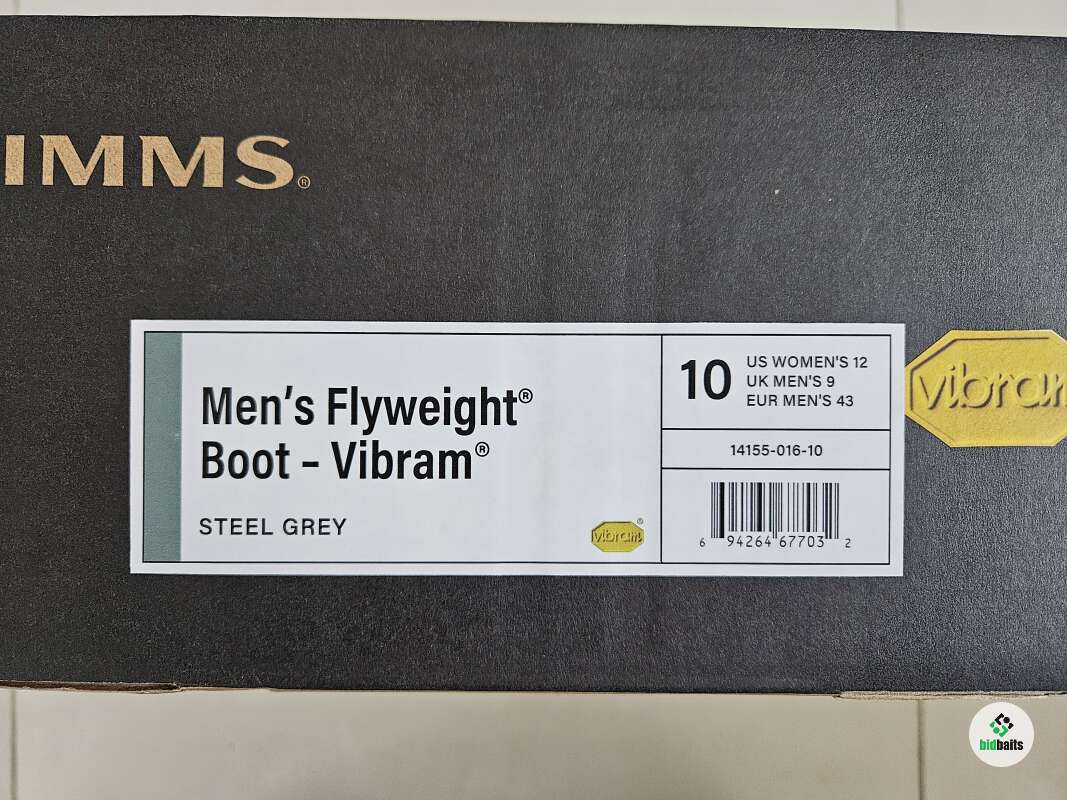 IMMS®
Men's Flyweight®
Boot - Vibram®
STEEL GREY
vibram®
10
US WOMEN'S 12
UK MEN'S 9
EUR MEN'S 43
14155-016-10
6 94264 67703 2
vibram
bidbaits